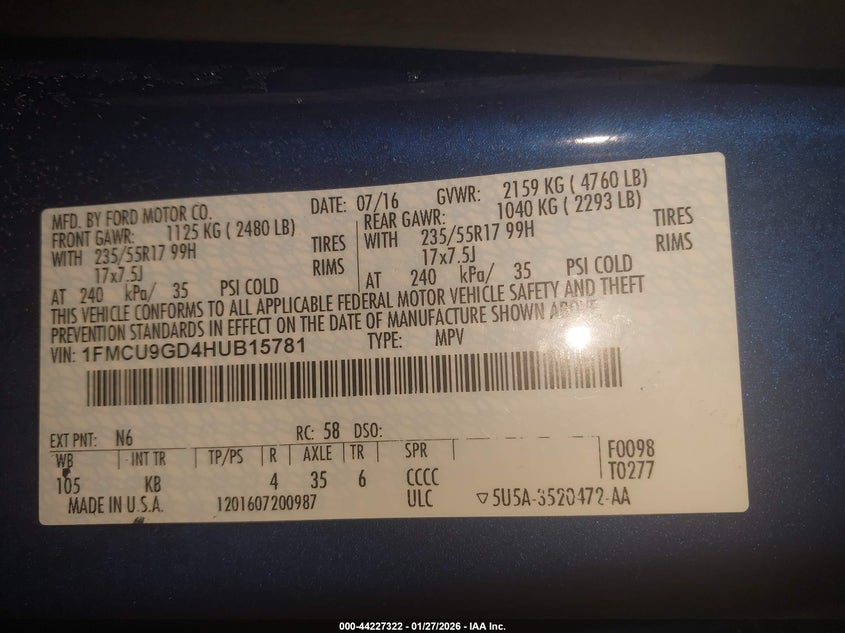 MFD. BY FORD MOTOR CO. DATE: 07/16 GVWR: 2159 KG ( 4760 LB)
FRONT GAWR: 1125 KG ( 2480 LB)
WITH 235/55R17 99H TIRES
17x7.5J RIMS
AT 240 kPa/ 35 PSI COLD
REAR GAWR: 1040 KG ( 2293 LB)
WITH 235/55R17 99H TIRES
17x7.5J RIMS
AT 240 kPa/ 35 PSI COLD
THIS VEHICLE CONFORMS TO ALL APPLICABLE FEDERAL MOTOR VEHICLE SAFETY AND THEFT
PREVENTION STANDARDS IN EFFECT ON THE DATE OF MANUFACTURE SHOWN ABOVE.
VIN: 1FMCU9GD4HUB15781 TYPE: MPV
EXT PNT: N6 RC: 58 DSO:
WB INT TR TP/PS R AXLE TR SPR F0098
105 KB 4 35 6 CCCC T0277
MADE IN U.S.A. 1201607200987 ULC ▽5U5A-3520472-AA
000-44227322 — 01/27/2026 — IAA Inc.